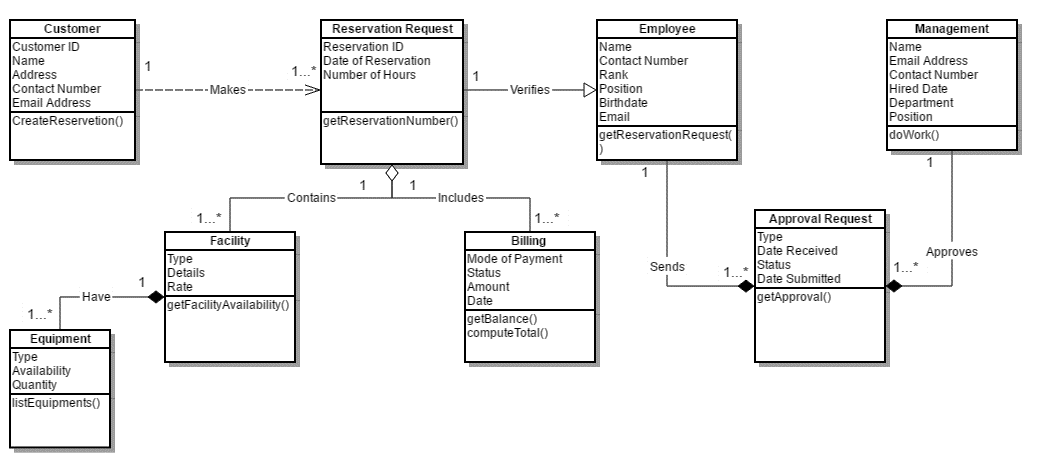 Customer
Customer ID
Name
Address
Contact Number
Email Address
CreateReservetion()
1
Makes
1...*
Reservation Request
Reservation ID
Date of Reservation
Number of Hours
getReservationNumber()
1
Verifies
Employee
Name
Contact Number
Rank
Position
Birthdate
Email
getReservationRequest(
)
Management
Name
Email Address
Contact Number
Hired Date
Department
Position
doWork()
1
Contains
1...*
1
Includes
1...*
1
Sends
1...*
1
Approves
1...*
Facility
Type
Details
Rate
getFacilityAvailability()
Billing
Mode of Payment
Status
Amount
Date
getBalance()
computeTotal()
Approval Request
Type
Date Received
Status
Date Submitted
getApproval()
1
Have
1...*
Equipment
Type
Availability
Quantity
listEquipments()